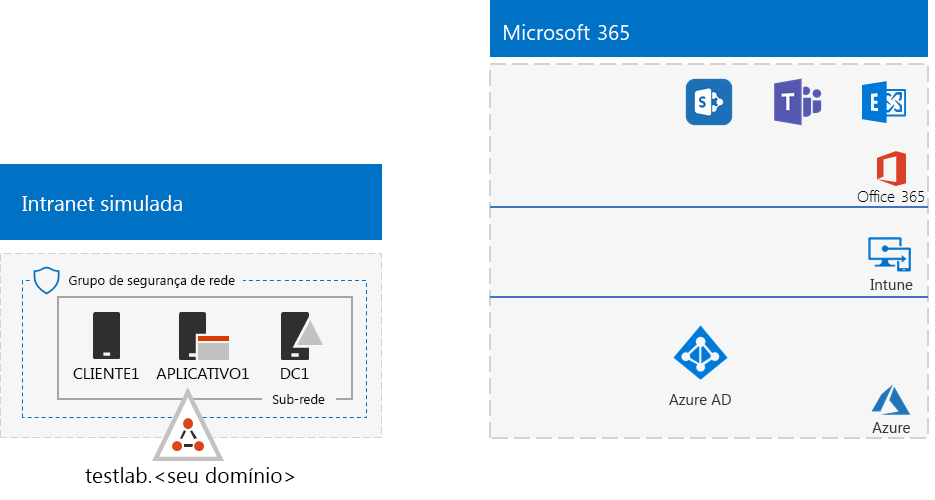 Microsoft 365
S
T
E
Office 365
Intune
Azure AD
Azure
Intranet simulada
Grupo de segurança de rede
CLIENTE1 APLICATIVO1 DC1
Sub-rede
testlab.<seu domínio>